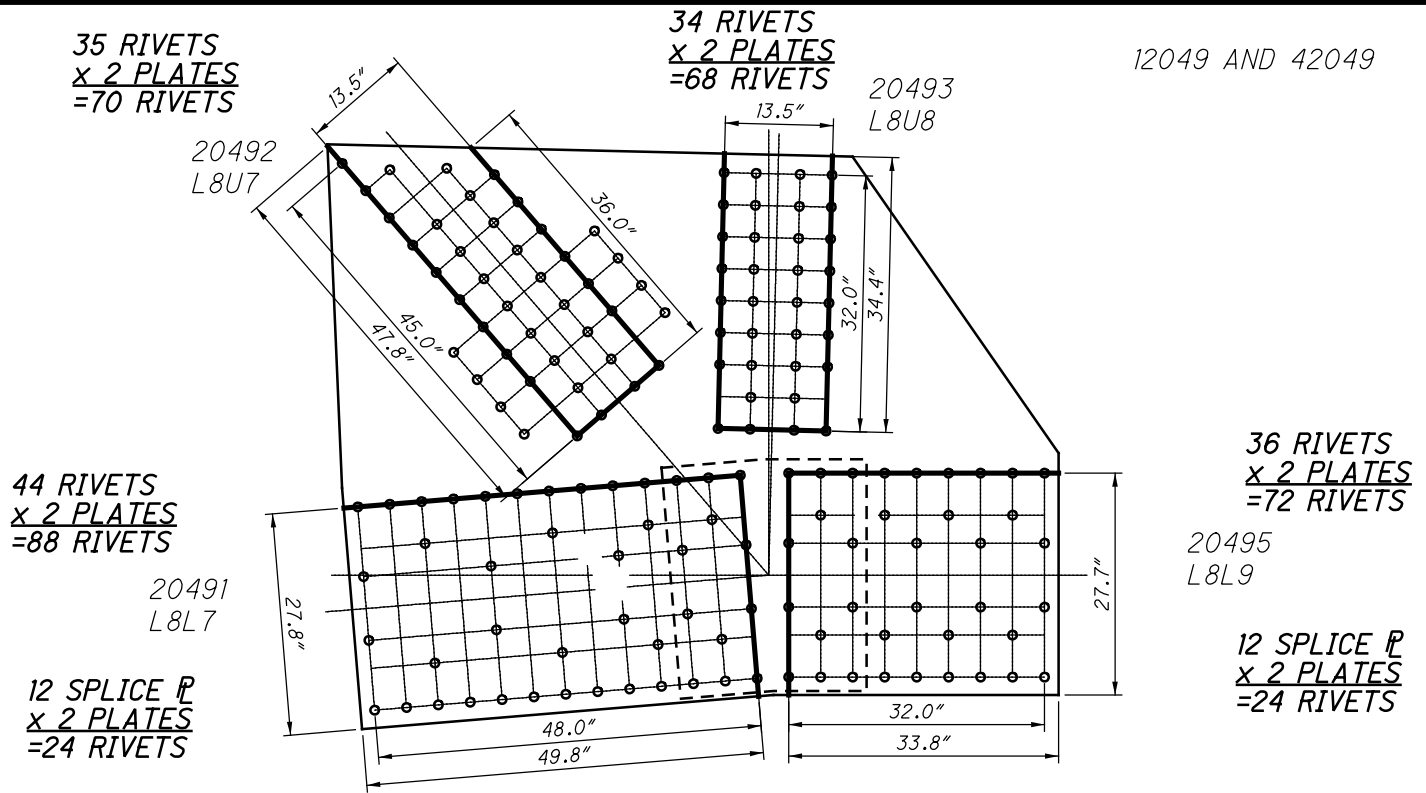 35 RIVETS
x 2 PLATES
=70 RIVETS
34 RIVETS
x 2 PLATES
=68 RIVETS
12049 AND 42049
20493
L8U8
20492
L8U7
13.5"
13.5"
36.0"
32.0"
34.4"
45.0"
47.8"
44 RIVETS
x 2 PLATES
=88 RIVETS
20491
L8L7
27.8"
12 SPLICE PL
x 2 PLATES
=24 RIVETS
48.0"
49.8"
36 RIVETS
x 2 PLATES
=72 RIVETS
20495
L8L9
27.7"
12 SPLICE PL
x 2 PLATES
=24 RIVETS
32.0"
33.8"